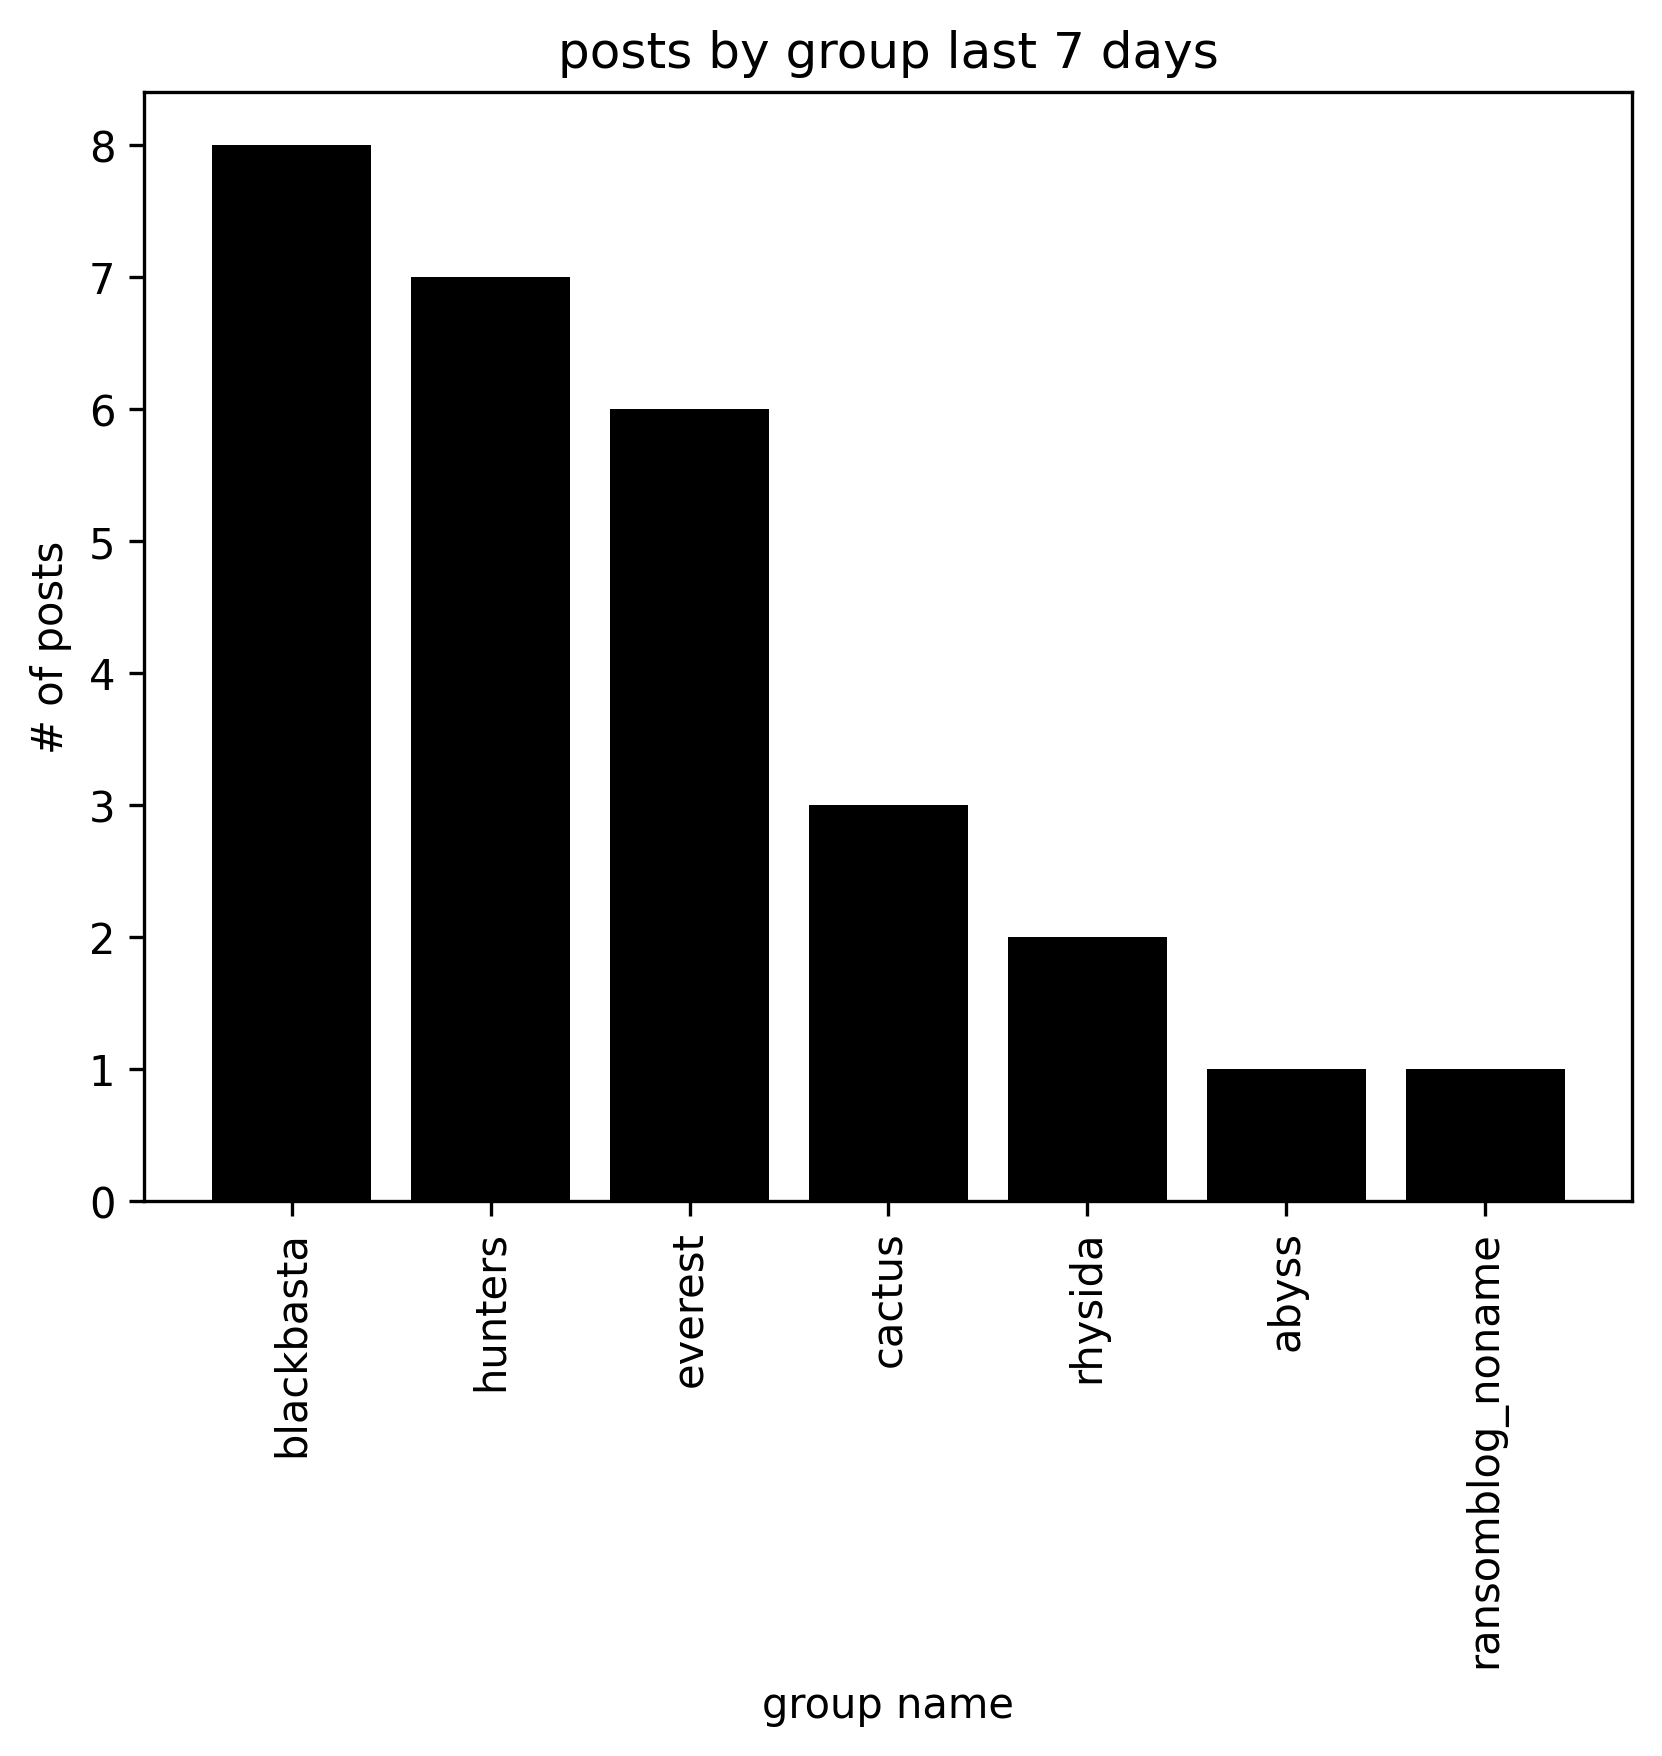 posts by group last 7 days
# of posts
8
7
6
5
4
3
2
1
0
blackbasta
hunters
everest
cactus
rhysida
abyss
ransomblog_noname
group name